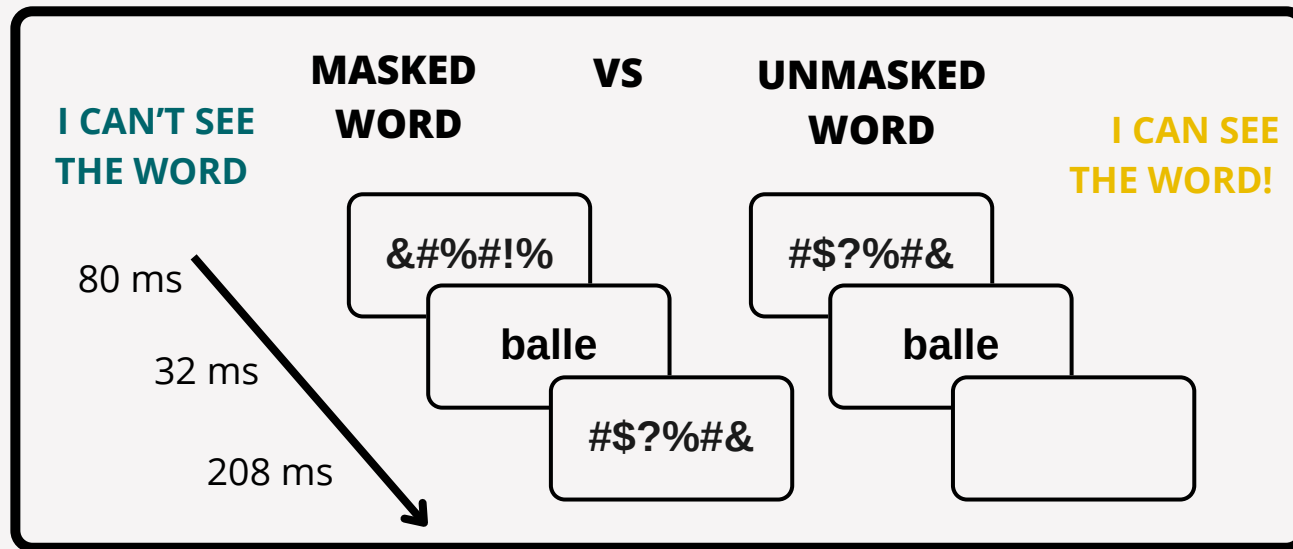 MASKED
WORD
VS
UNMASKED
WORD
I CAN'T SEE
THE WORD
I CAN SEE
THE WORD!
80 ms
32 ms
208 ms
&#%#!%
balle
#$?%#&
#$?%#&
balle